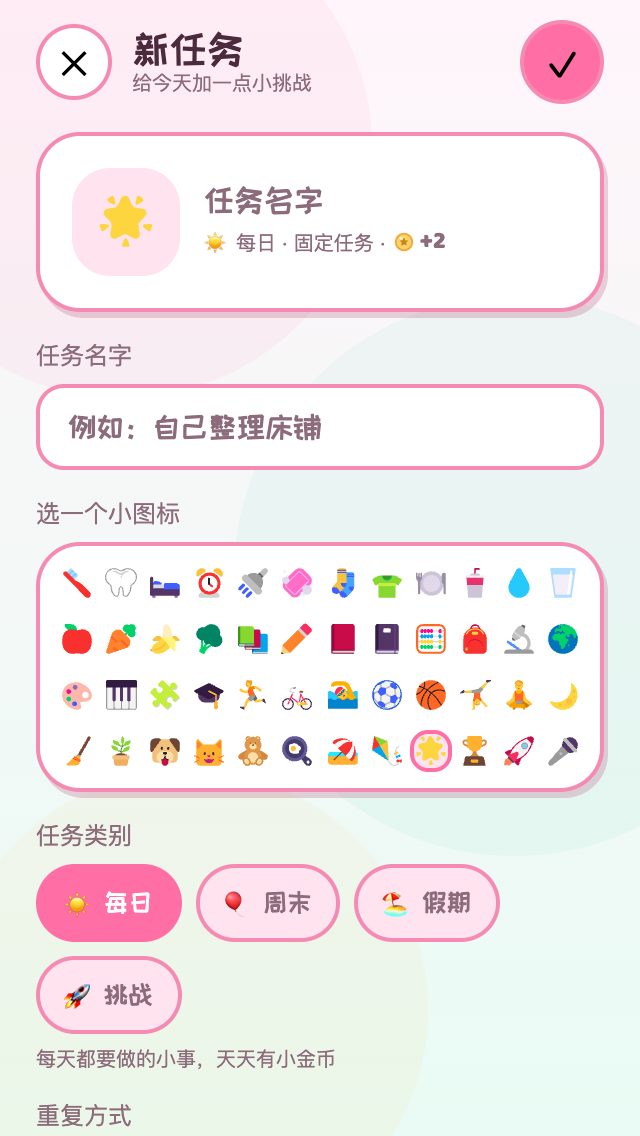 新任务
给今天加一点小挑战
任务名字
每日 · 固定任务 · +2
任务名字
例如：自己整理床铺
选一个小图标
任务类别
每日
周末
假期
挑战
每天都要做的小事，天天有小金币
重复方式